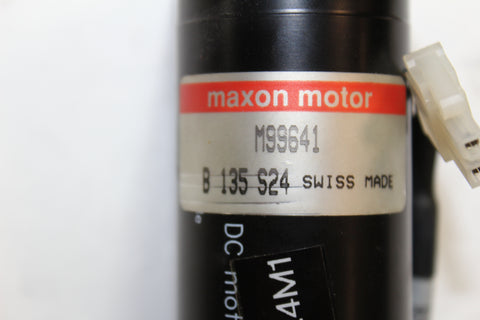 maxon motor
M99641
B 135 S24 SWISS MADE
DC-mot
4M1